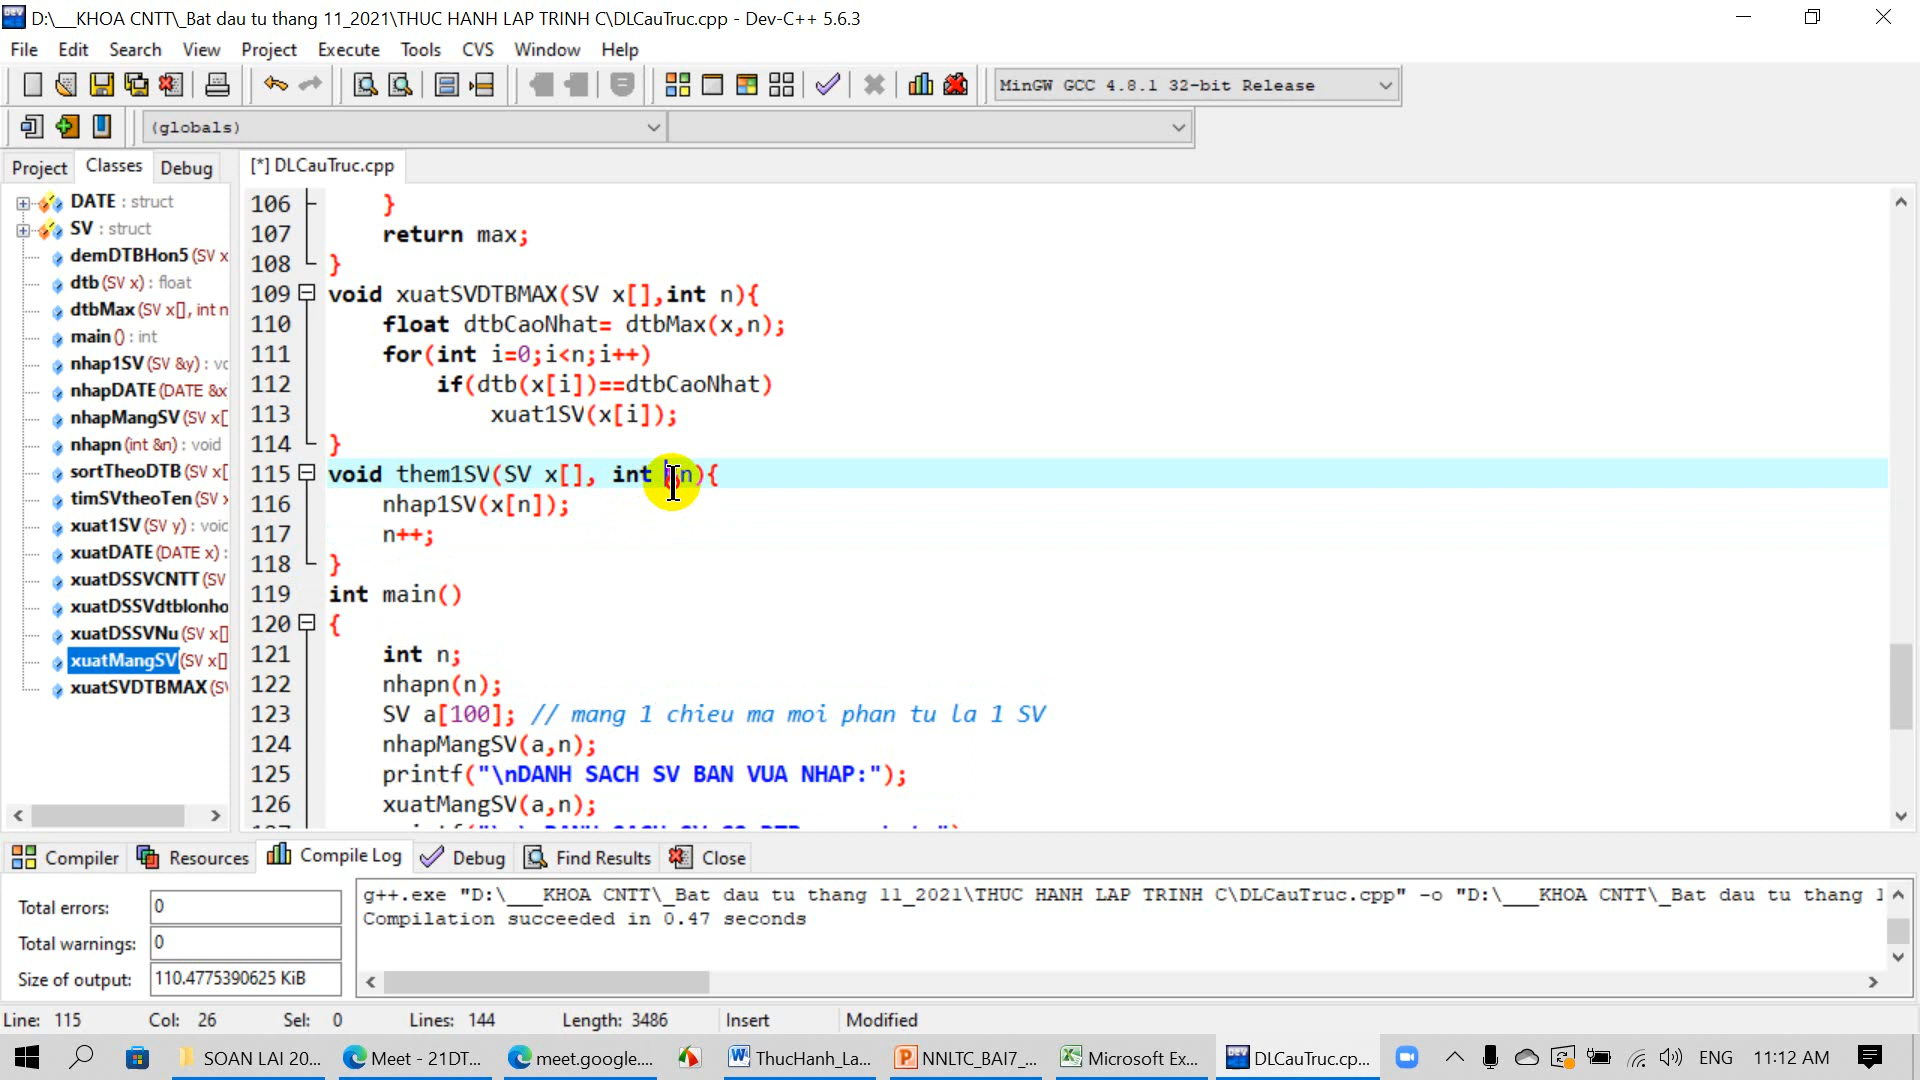 D:\___KHOA CNTT\_Bat dau tu thang 11_2021\THUC HANH LAP TRINH C\DLCauTruc.cpp - Dev-C++ 5.6.3
File Edit Search View Project Execute Tools CVS Window Help
MinGW GCC 4.8.1 32-bit Release
(globals)
Project Classes Debug [*] DLCauTruc.cpp
DATE : struct
SV : struct
demDTBHon5 (SV x
dtb (SV x) : float
dtbMax (SV x[], int n
main () : int
nhap1SV (SV &y) : vo
nhapDATE (DATE &x
nhapMangSV (SV x[
nhapn (int &n) : void
sortTheoDTB (SV x[
timSVtheoTen (SV x
xuat1SV (SV y) : void
xuatDATE (DATE x) :
xuatDSSVCNTT (SV
xuatDSSVdtblonho
xuatDSSVNu (SV x[]
xuatMangSV (SV x[]
xuatSVDTBMAX (SV
106 }
107 return max;
108 }
109 void xuatSVDTBMAX(SV x[],int n){
110 float dtbCaoNhat= dtbMax(x,n);
111 for(int i=0;i<n;i++)
112 if(dtb(x[i])==dtbCaoNhat)
113 xuat1SV(x[i]);
114 }
115 void them1SV(SV x[], int &n){
116 nhap1SV(x[n]);
117 n++;
118 }
119 int main()
120 {
121 int n;
122 nhapn(n);
123 SV a[100]; // mang 1 chieu ma moi phan tu la 1 SV
124 nhapMangSV(a,n);
125 printf("\nDANH SACH SV BAN VUA NHAP:");
126 xuatMangSV(a,n);
Compiler Resources Compile Log Debug Find Results Close
Total errors: 0
Total warnings: 0
Size of output: 110.4775390625 KiB
g++.exe "D:\___KHOA CNTT\_Bat dau tu thang 11_2021\THUC HANH LAP TRINH C\DLCauTruc.cpp" -o "D:\___KHOA CNTT\_Bat dau tu thang 1
Compilation succeeded in 0.47 seconds
Line: 115 Col: 26 Sel: 0 Lines: 144 Length: 3486 Insert Modified
SOAN LAI 20... Meet - 21DT... meet.google.... ThucHanh_La... NNLTC_BAI7_... Microsoft Ex... DLCauTruc.cp... ENG 11:12 AM